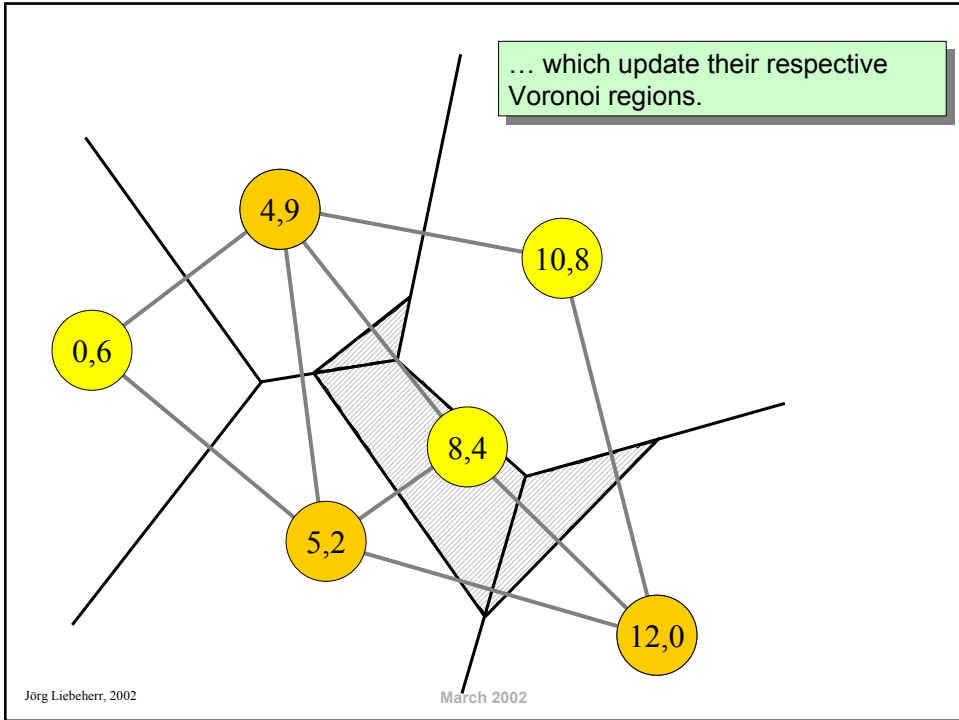 … which update their respective
Voronoi regions.
4,9
10,8
0,6
8,4
5,2
12,0
Jörg Liebeherr, 2002
March 2002